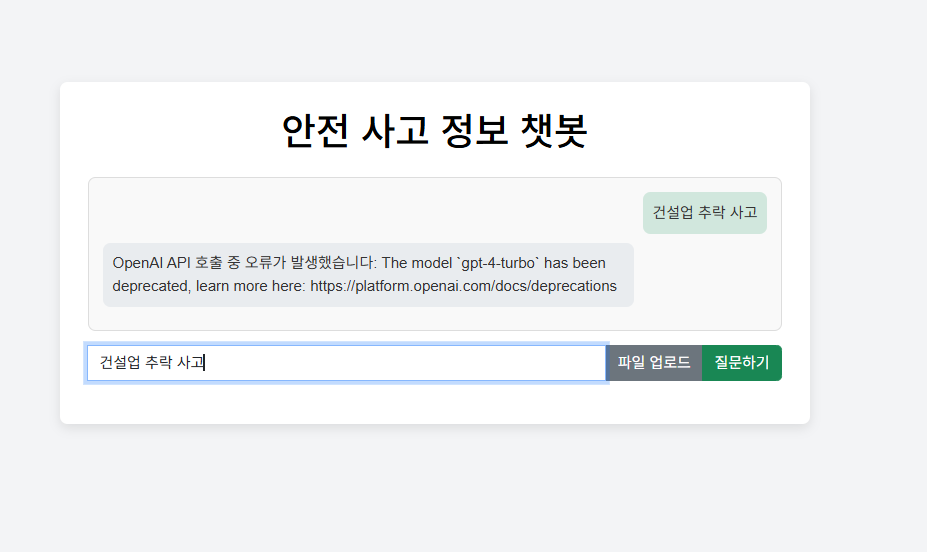 안전 사고 정보 챗봇
건설업 추락 사고
OpenAI API 호출 중 오류가 발생했습니다: The model `gpt-4-turbo` has been
deprecated, learn more here: https://platform.openai.com/docs/deprecations
건설업 추락 사고 파일 업로드 질문하기